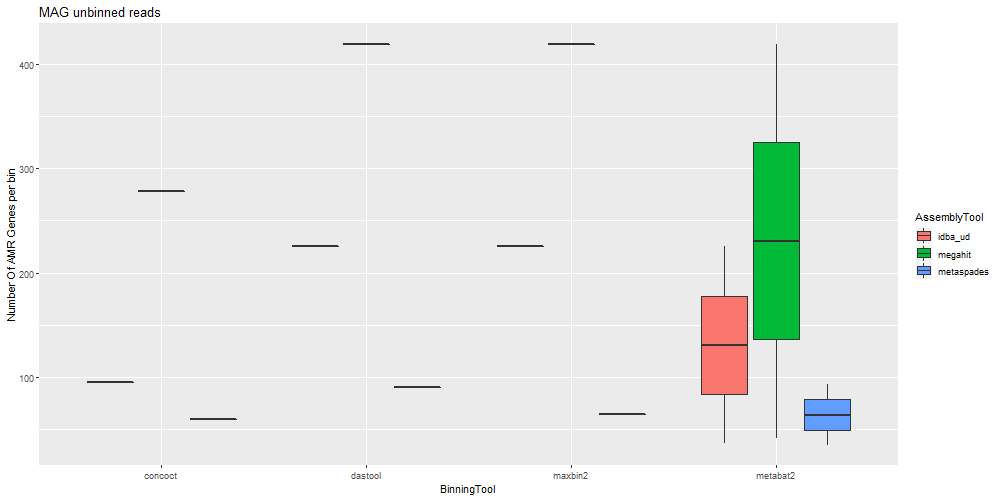 MAG unbinned reads
Number Of AMR Genes per bin
400
300
200
100
concoct
dastool
maxbin2
metabat2
BinningTool
AssemblyTool
idba_ud
megahit
metaspades